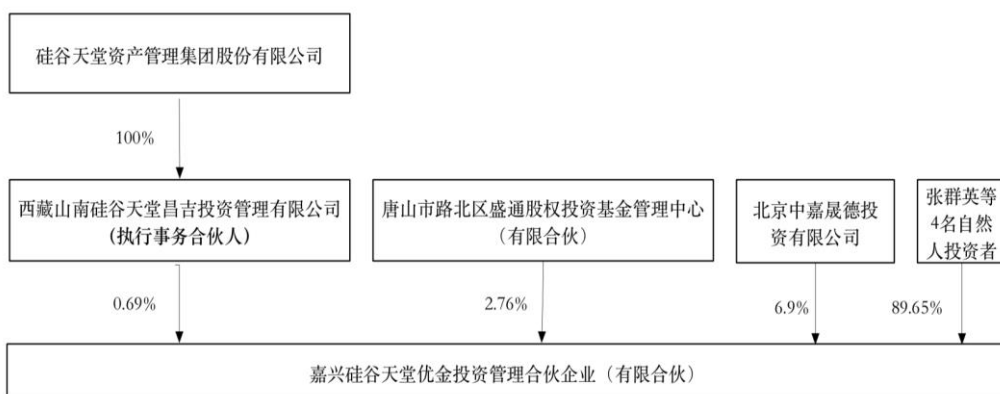 硅谷天堂资产管理集团股份有限公司
100%
西藏山南硅谷天堂昌吉投资管理有限公司
(执行事务合伙人)
唐山市路北区盛通股权投资基金管理中心
（有限合伙）
北京中嘉晟德投
资有限公司
张群英等
4名自然
人投资者
0.69%
2.76%
6.9%
89.65%
嘉兴硅谷天堂优金投资管理合伙企业（有限合伙）